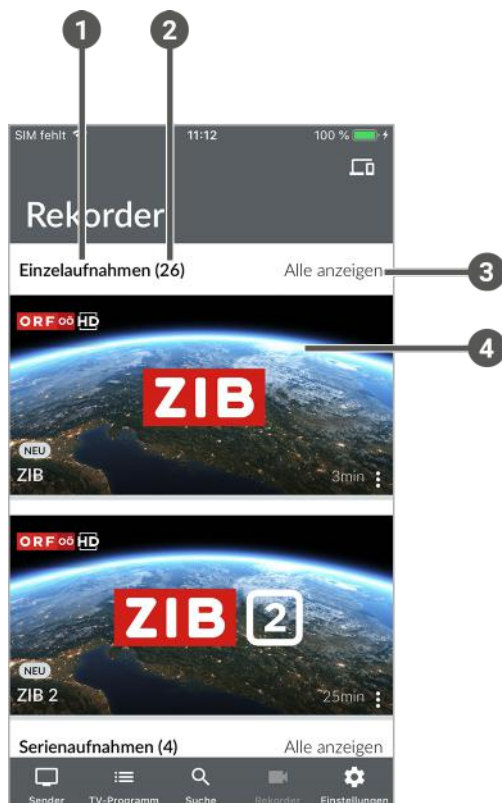 1 2
SIM fehlt 11:12 100 %
Rekorder
Einzelaufnahmen (26) Alle anzeigen 3
4
ORF oö HD
ZIB
NEU
ZIB 3min
ORF oö HD
ZIB 2
NEU
ZIB 2 25min
Serienaufnahmen (4) Alle anzeigen
Sender TV-Programm Suche Rekorder Einstellungen